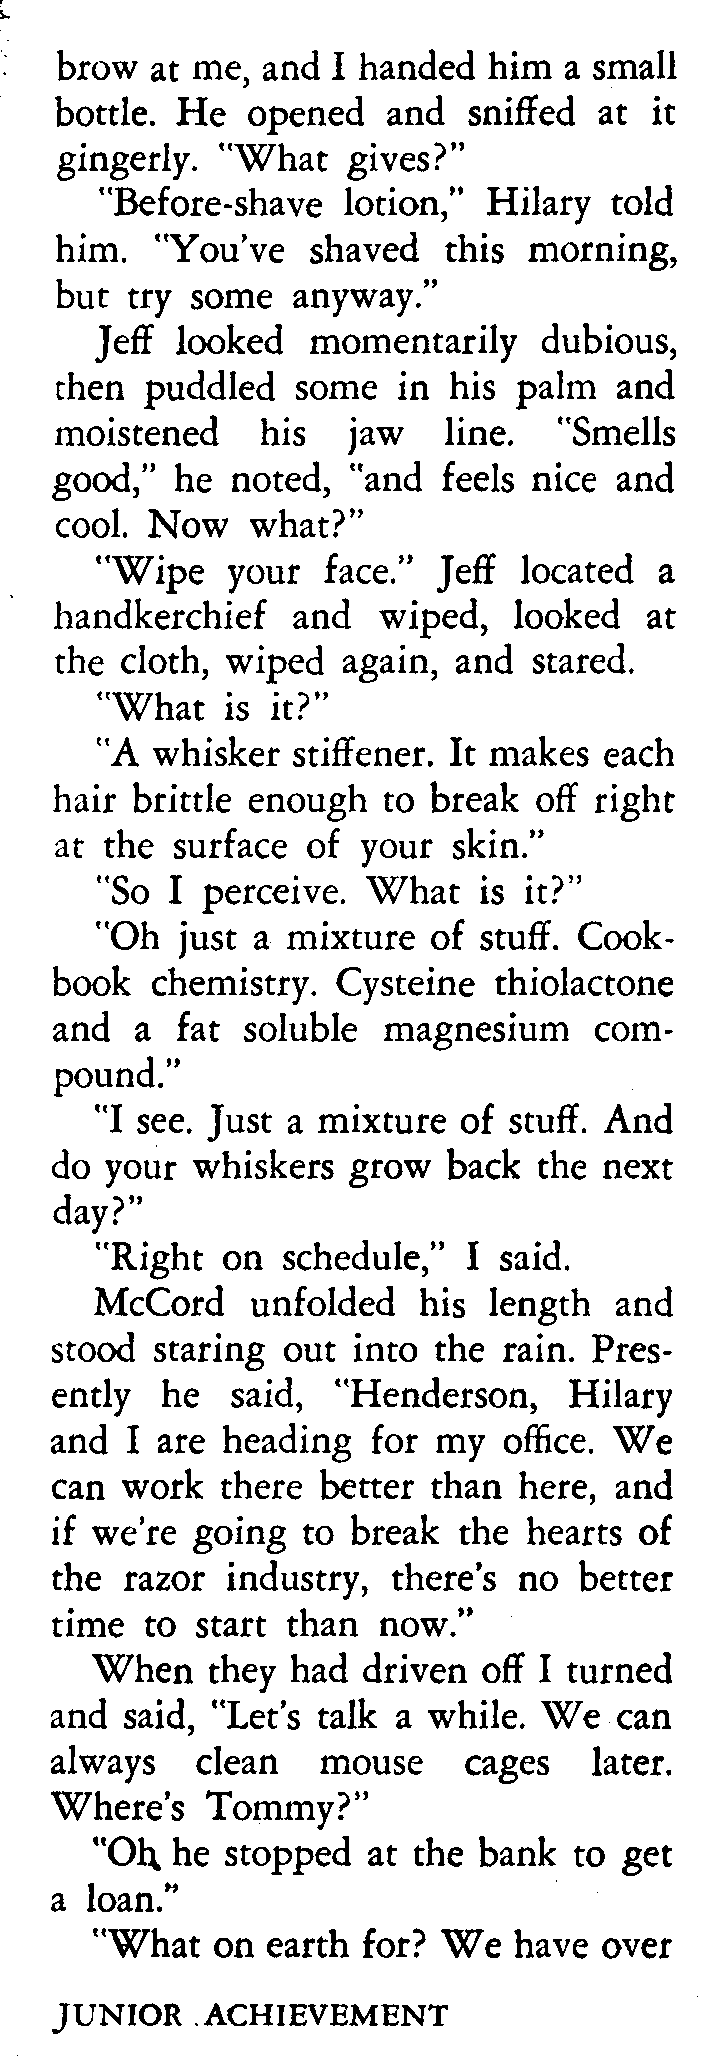 brow at me, and I handed him a small
bottle. He opened and sniffed at it
gingerly. "What gives?"
"Before-shave lotion," Hilary told
him. "You've shaved this morning,
but try some anyway."
Jeff looked momentarily dubious,
then puddled some in his palm and
moistened his jaw line. "Smells
good," he noted, "and feels nice and
cool. Now what?"
"Wipe your face." Jeff located a
handkerchief and wiped, looked at
the cloth, wiped again, and stared.
"What is it?"
"A whisker stiffener. It makes each
hair brittle enough to break off right
at the surface of your skin."
"So I perceive. What is it?"
"Oh just a mixture of stuff. Cook-
book chemistry. Cysteine thiolactone
and a fat soluble magnesium com-
pound."
"I see. Just a mixture of stuff. And
do your whiskers grow back the next
day?"
"Right on schedule," I said.
McCord unfolded his length and
stood staring out into the rain. Pres-
ently he said, "Henderson, Hilary
and I are heading for my office. We
can work there better than here, and
if we're going to break the hearts of
the razor industry, there's no better
time to start than now."
When they had driven off I turned
and said, "Let's talk a while. We can
always clean mouse cages later.
Where's Tommy?"
"Oh, he stopped at the bank to get
a loan."
"What on earth for? We have over
JUNIOR ACHIEVEMENT